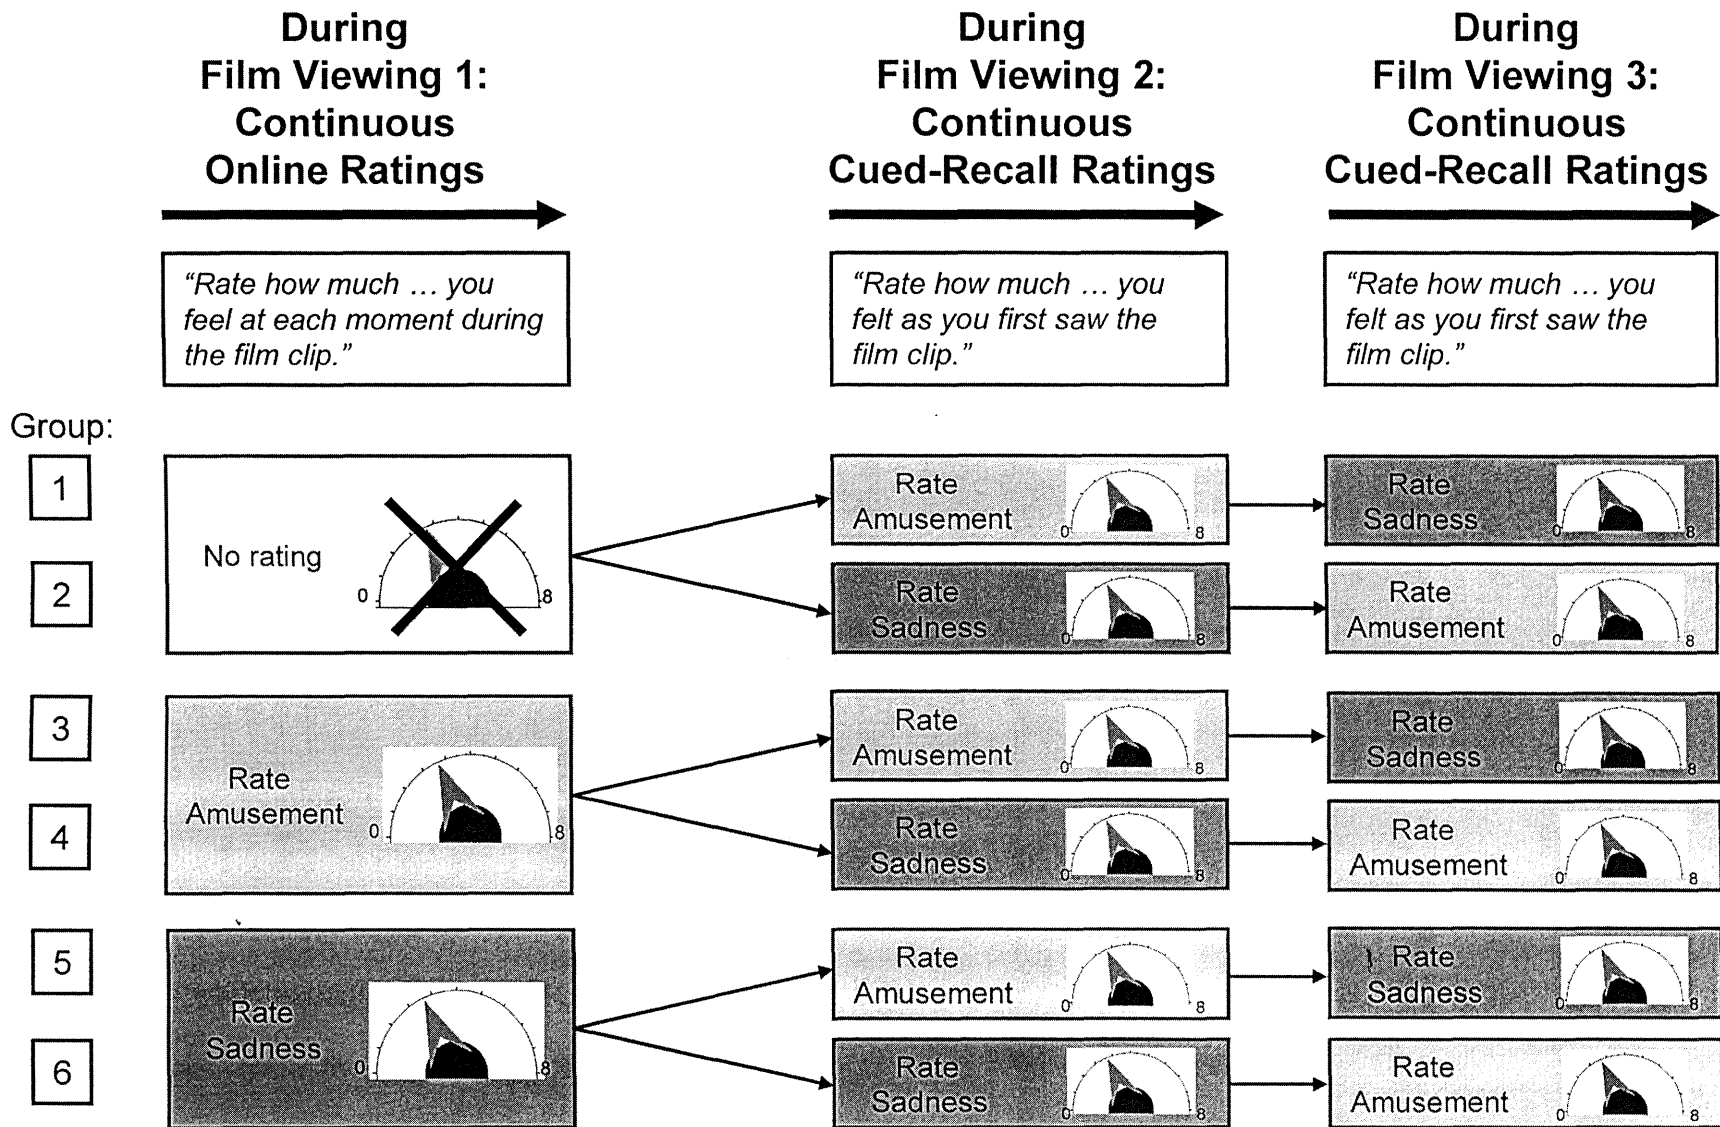 During
Film Viewing 1:
Continuous
Online Ratings
During
Film Viewing 2:
Continuous
Cued-Recall Ratings
During
Film Viewing 3:
Continuous
Cued-Recall Ratings
“Rate how much … you
feel at each moment during
the film clip.”
“Rate how much … you
felt as you first saw the
film clip.”
“Rate how much … you
felt as you first saw the
film clip.”
Group:
1
2
No rating
0 8
Rate
Amusement
0 8
Rate
Sadness
0 8
Rate
Sadness
0 8
Rate
Amusement
0 8
3
4
Rate
Amusement
0 8
Rate
Amusement
0 8
Rate
Sadness
0 8
Rate
Sadness
0 8
Rate
Amusement
0 8
5
6
Rate
Sadness
0 8
Rate
Amusement
0 8
Rate
Sadness
0 8
Rate
Sadness
0 8
Rate
Amusement
0 8